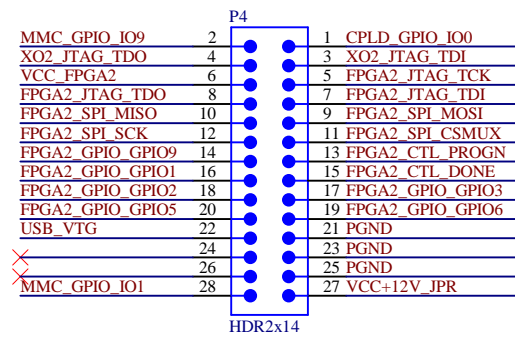 P4
MMC_GPIO_IO9 2 1 CPLD_GPIO_IO0
XO2_JTAG_TDO 4 3 XO2_JTAG_TDI
VCC_FPGA2 6 5 FPGA2_JTAG_TCK
FPGA2_JTAG_TDO 8 7 FPGA2_JTAG_TDI
FPGA2_SPI_MISO 10 9 FPGA2_SPI_MOSI
FPGA2_SPI_SCK 12 11 FPGA2_SPI_CSMUX
FPGA2_GPIO_GPIO9 14 13 FPGA2_CTL_PROGN
FPGA2_GPIO_GPIO1 16 15 FPGA2_CTL_DONE
FPGA2_GPIO_GPIO2 18 17 FPGA2_GPIO_GPIO3
FPGA2_GPIO_GPIO5 20 19 FPGA2_GPIO_GPIO6
USB_VTG 22 21 PGND
24 23 PGND
26 25 PGND
MMC_GPIO_IO1 28 27 VCC+12V_JPR
HDR2x14